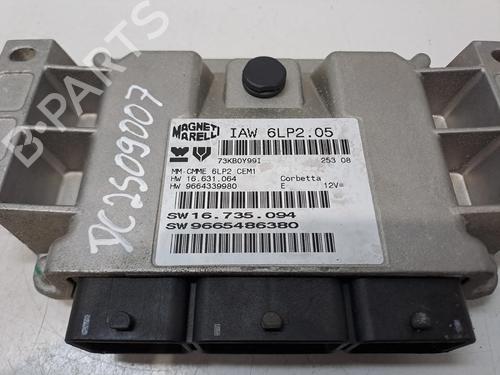 MAGNETI MARELLI
IAW 6LP2.05
73KB0Y99I
253 08
MM-CMME 6LP2 CEM1
HW 16.631.064
Corbetta
HW 9664339980
E
12V=
SW 16.735.094
SW 9665486380
DC2509007
B-PARTS